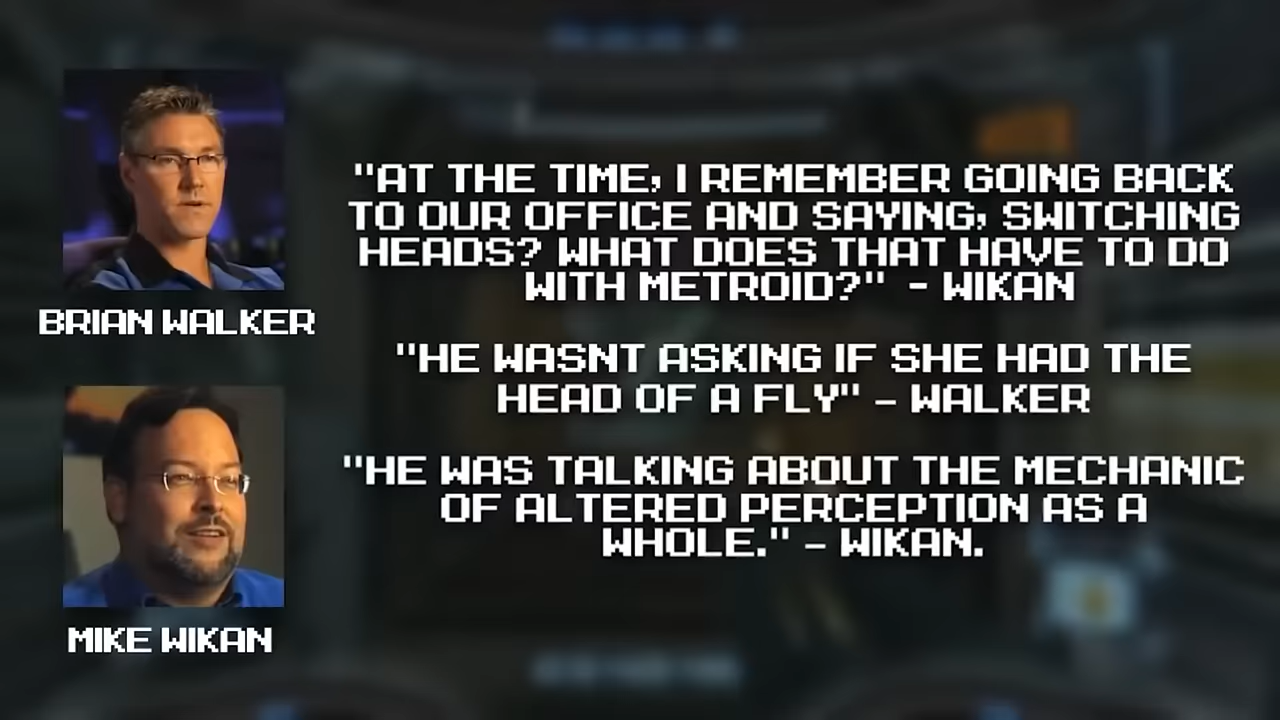 BRIAN WALKER
MIKE WIKAN
"AT THE TIME, I REMEMBER GOING BACK
TO OUR OFFICE AND SAYING, SWITCHING
HEADS? WHAT DOES THAT HAVE TO DO
WITH METROID?" - WIKAN
"HE WASNT ASKING IF SHE HAD THE
HEAD OF A FLY" - WALKER
"HE WAS TALKING ABOUT THE MECHANIC
OF ALTERED PERCEPTION AS A
WHOLE." - WIKAN.